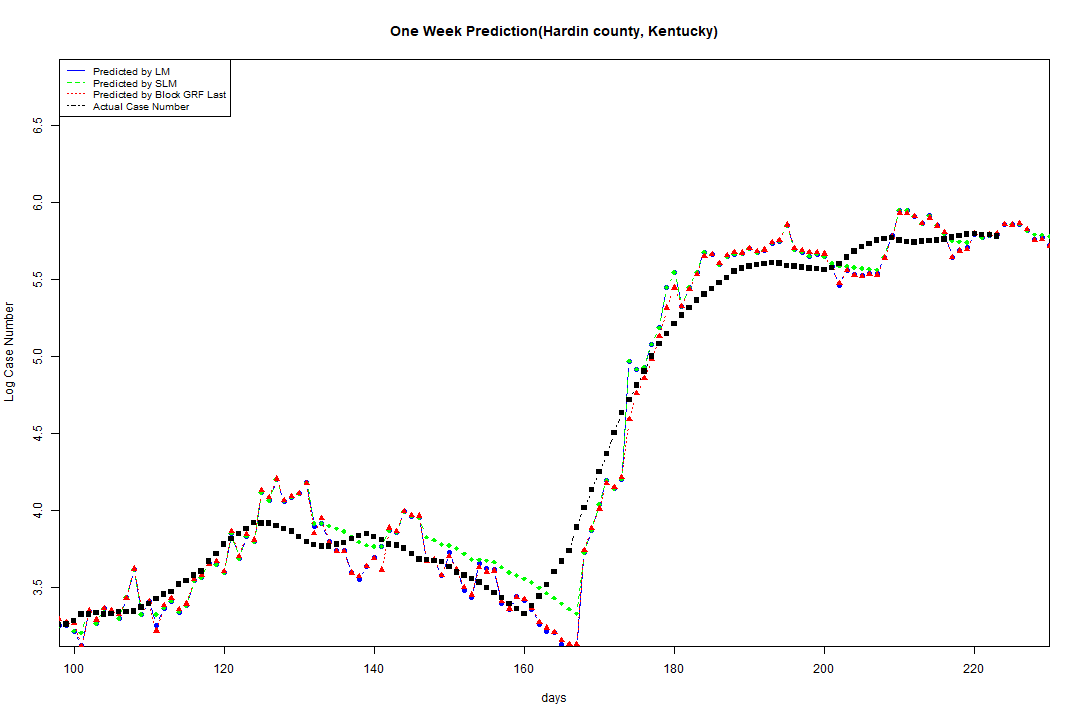 One Week Prediction(Hardin county, Kentucky)
Predicted by LM
Predicted by SLM
Predicted by Block GRF Last
Actual Case Number
Log Case Number
6.5
6.0
5.5
5.0
4.5
4.0
3.5
100 120 140 160 180 200 220
days